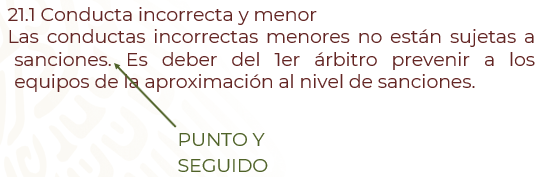 21.1 Conducta incorrecta y menor
Las conductas incorrectas menores no están sujetas a
sanciones. Es deber del 1er árbitro prevenir a los
equipos de la aproximación al nivel de sanciones.
PUNTO Y
SEGUIDO